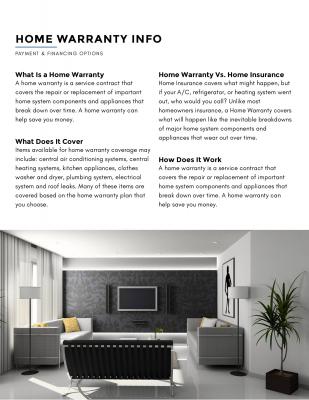 HOME WARRANTY INFO
PAYMENT & FINANCING OPTIONS
What Is a Home Warranty
A home warranty is a service contract that
covers the repair or replacement of important
home system components and appliances that
break down over time. A home warranty can
help save you money.
What Does It Cover
Items available for home warranty coverage may
include: central air conditioning systems, central
heating systems, kitchen appliances, clothes
washer and dryer, plumbing system, electrical
system and roof leaks. Many of these items are
covered based on the home warranty plan that
you choose.
Home Warranty Vs. Home Insurance
Home Insurance covers what might happen, but
if your A/C, refrigerator, or heating system went
out, who would you call? Unlike most
homeowners insurance, a Home Warranty covers
what will happen like the inevitable breakdowns
of major home system components and
appliances that wear out over time.
How Does It Work
A home warranty is a service contract that
covers the repair or replacement of important
home system components and appliances that
break down over time. A home warranty can
help save you money.